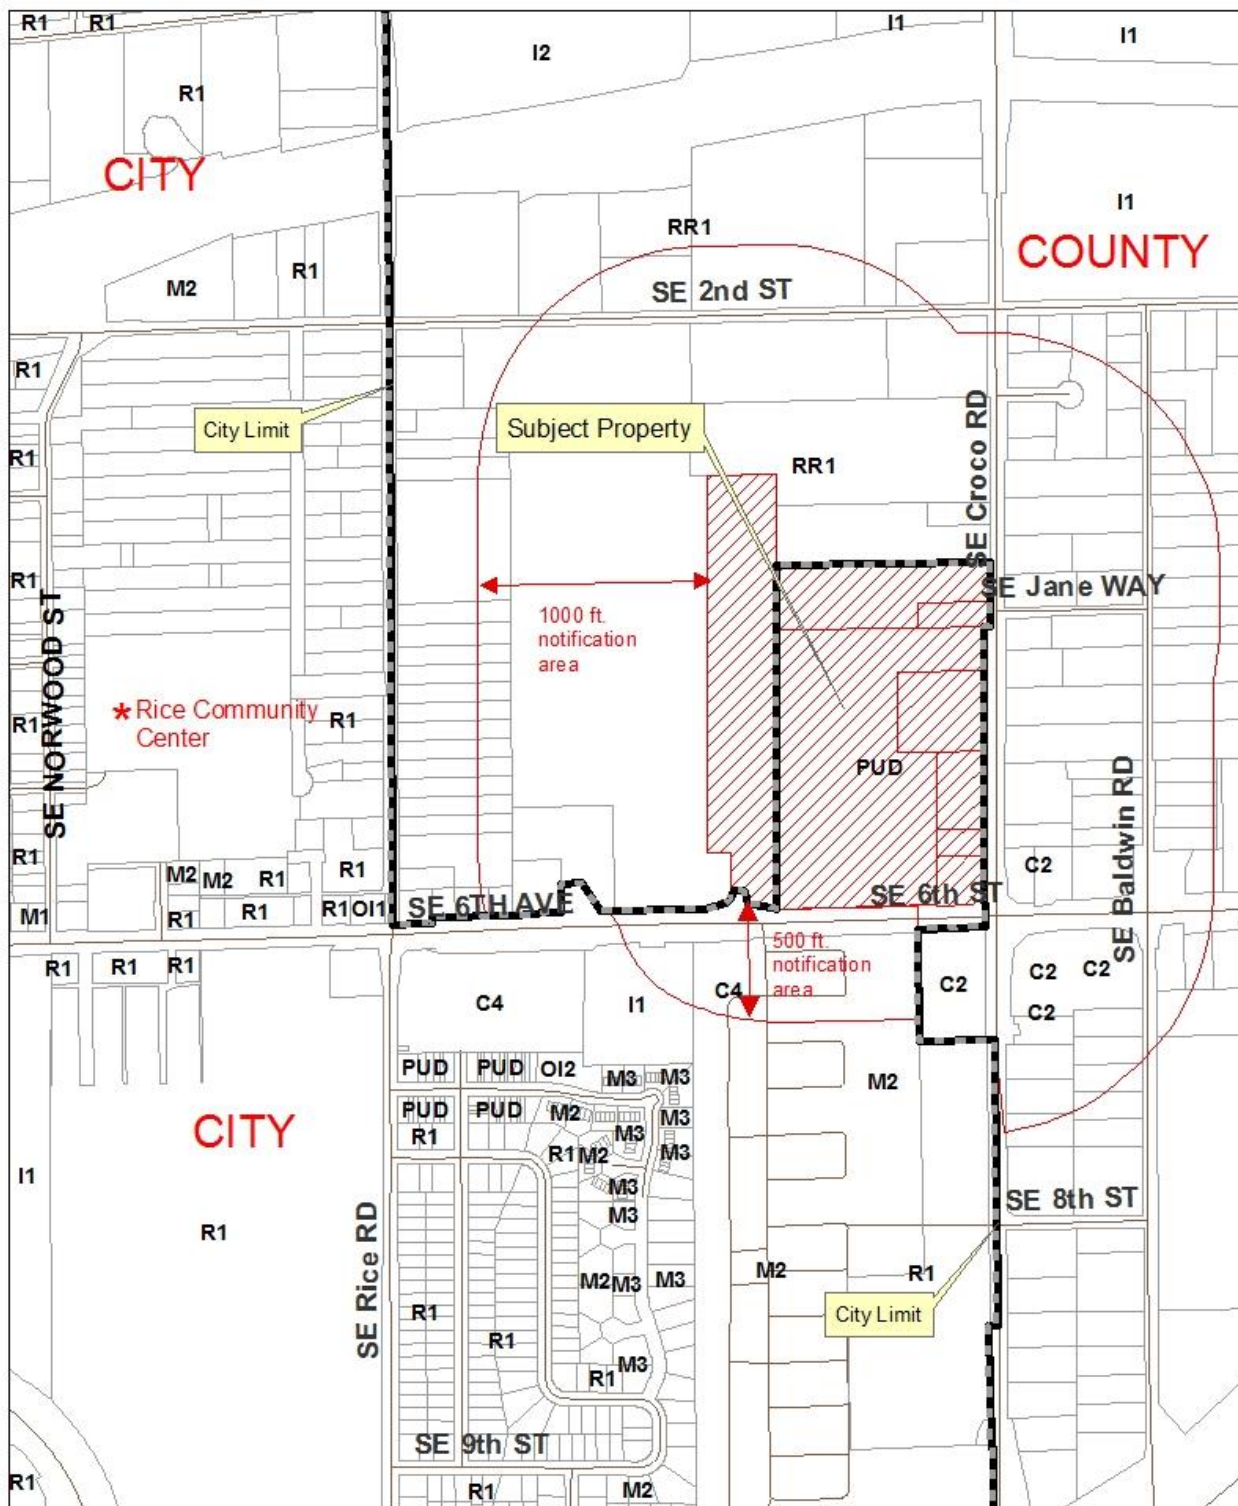 R1
R1
I2
I1
I1
R1
CITY
I1
RR1
COUNTY
R1
M2
SE 2nd ST
R1
City Limit
Subject Property
SE Croco RD
R1
RR1
R1
SE Jane WAY
1000 ft.
notification
area
SE NORWOOD ST
* Rice Community
Center
R1
R1
PUD
SE Baldwin RD
R1
M2
M2
R1
R1
C2
M1
R1
R1
R1
OI1
SE 6TH AVE
SE 6th ST
R1
R1
R1
500 ft.
notification
area
C4
I1
C4
C2
C2
C2
C2
PUD
PUD
OI2
M3
M3
M2
PUD
PUD
M2
M3
M3
R1
R1
M2
M3
CITY
M3
M3
I1
R1
SE 8th ST
SE Rice RD
M2
M3
M3
M2
R1
R1
City Limit
R1
M3
R1
SE 9th ST
R1
R1
M2